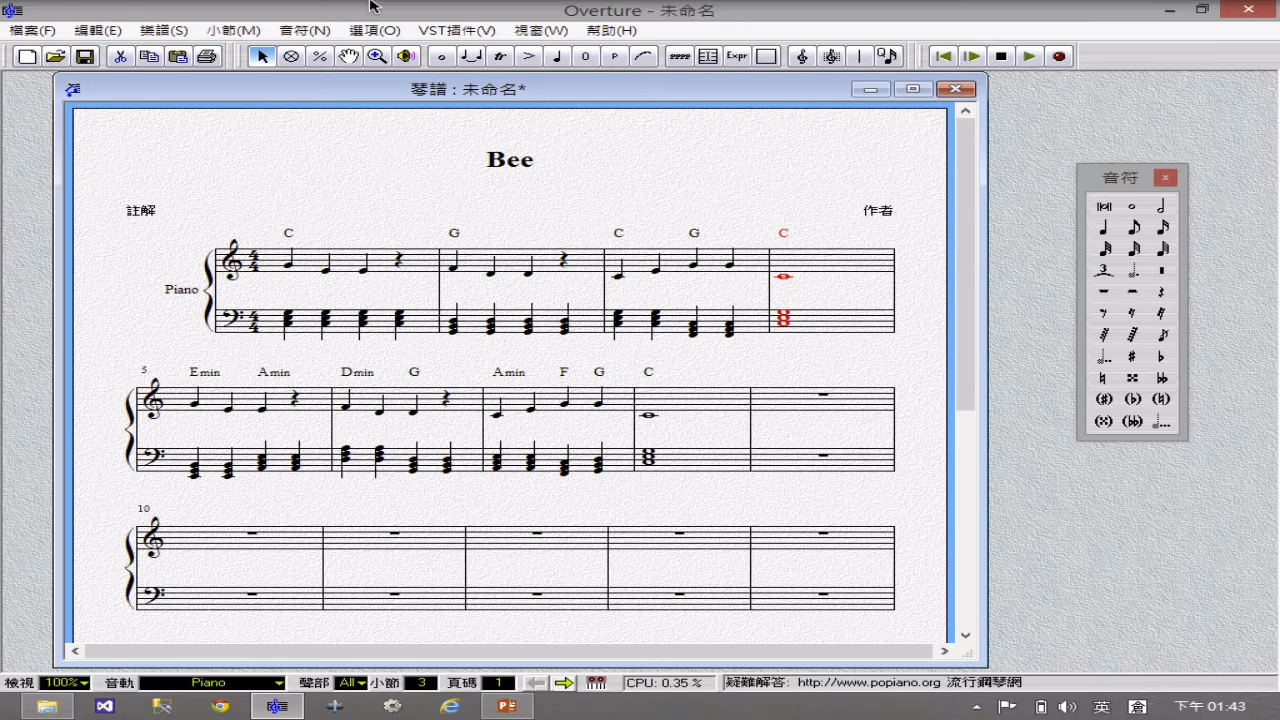 Overture - 未命名
檔案(F) 編輯(E) 樂譜(S) 小節(M) 音符(N) 選項(O) VST插件(V) 視窗(W) 幫助(H)
% tr > o P PPPP Expr
琴譜 : 未命名*
Bee
註解 作者
C G C G C
Piano
5 Emin Amin Dmin G Amin F G C
10
音符
3
檢視 100% 音軌 Piano 聲部 All 小節 3 頁碼 1 CPU: 0.35 % 疑難解答: http://www.popiano.org 流行鋼琴網
英 倉 下午 01:43